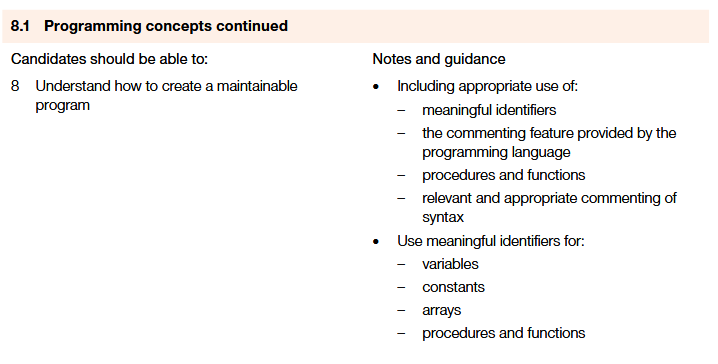 8.1 Programming concepts continued
Candidates should be able to:
Notes and guidance
8 Understand how to create a maintainable
program
• Including appropriate use of:
– meaningful identifiers
– the commenting feature provided by the
programming language
– procedures and functions
– relevant and appropriate commenting of
syntax
• Use meaningful identifiers for:
– variables
– constants
– arrays
– procedures and functions